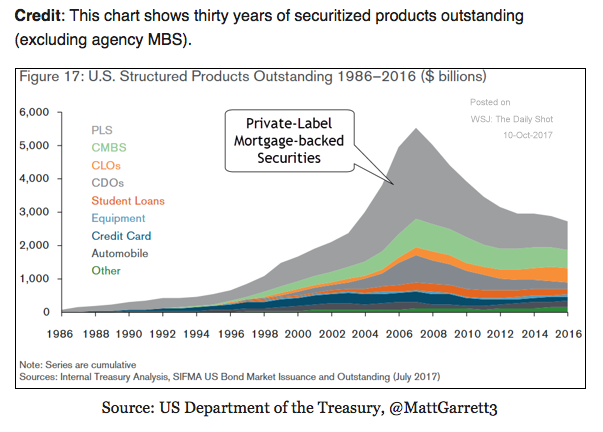 Credit: This chart shows thirty years of securitized products outstanding
(excluding agency MBS).
Figure 17: U.S. Structured Products Outstanding 1986–2016 ($ billions)
Posted on
WSJ: The Daily Shot
10-Oct-2017
Private-Label
Mortgage-backed
Securities
6,000
5,000
4,000
3,000
2,000
1,000
0
PLS
CMBS
CLOs
CDOs
Student Loans
Equipment
Credit Card
Automobile
Other
1986 1988 1990 1992 1994 1996 1998 2000 2002 2004 2006 2008 2010 2012 2014 2016
Note: Series are cumulative
Sources: Internal Treasury Analysis, SIFMA US Bond Market Issuance and Outstanding (July 2017)
Source: US Department of the Treasury, @MattGarrett3